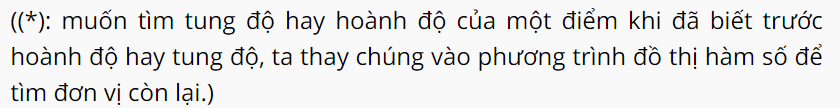 ((*): muốn tìm tung độ hay hoành độ của một điểm khi đã biết trước
hoành độ hay tung độ, ta thay chúng vào phương trình đồ thị hàm số để
tìm đơn vị còn lại.)